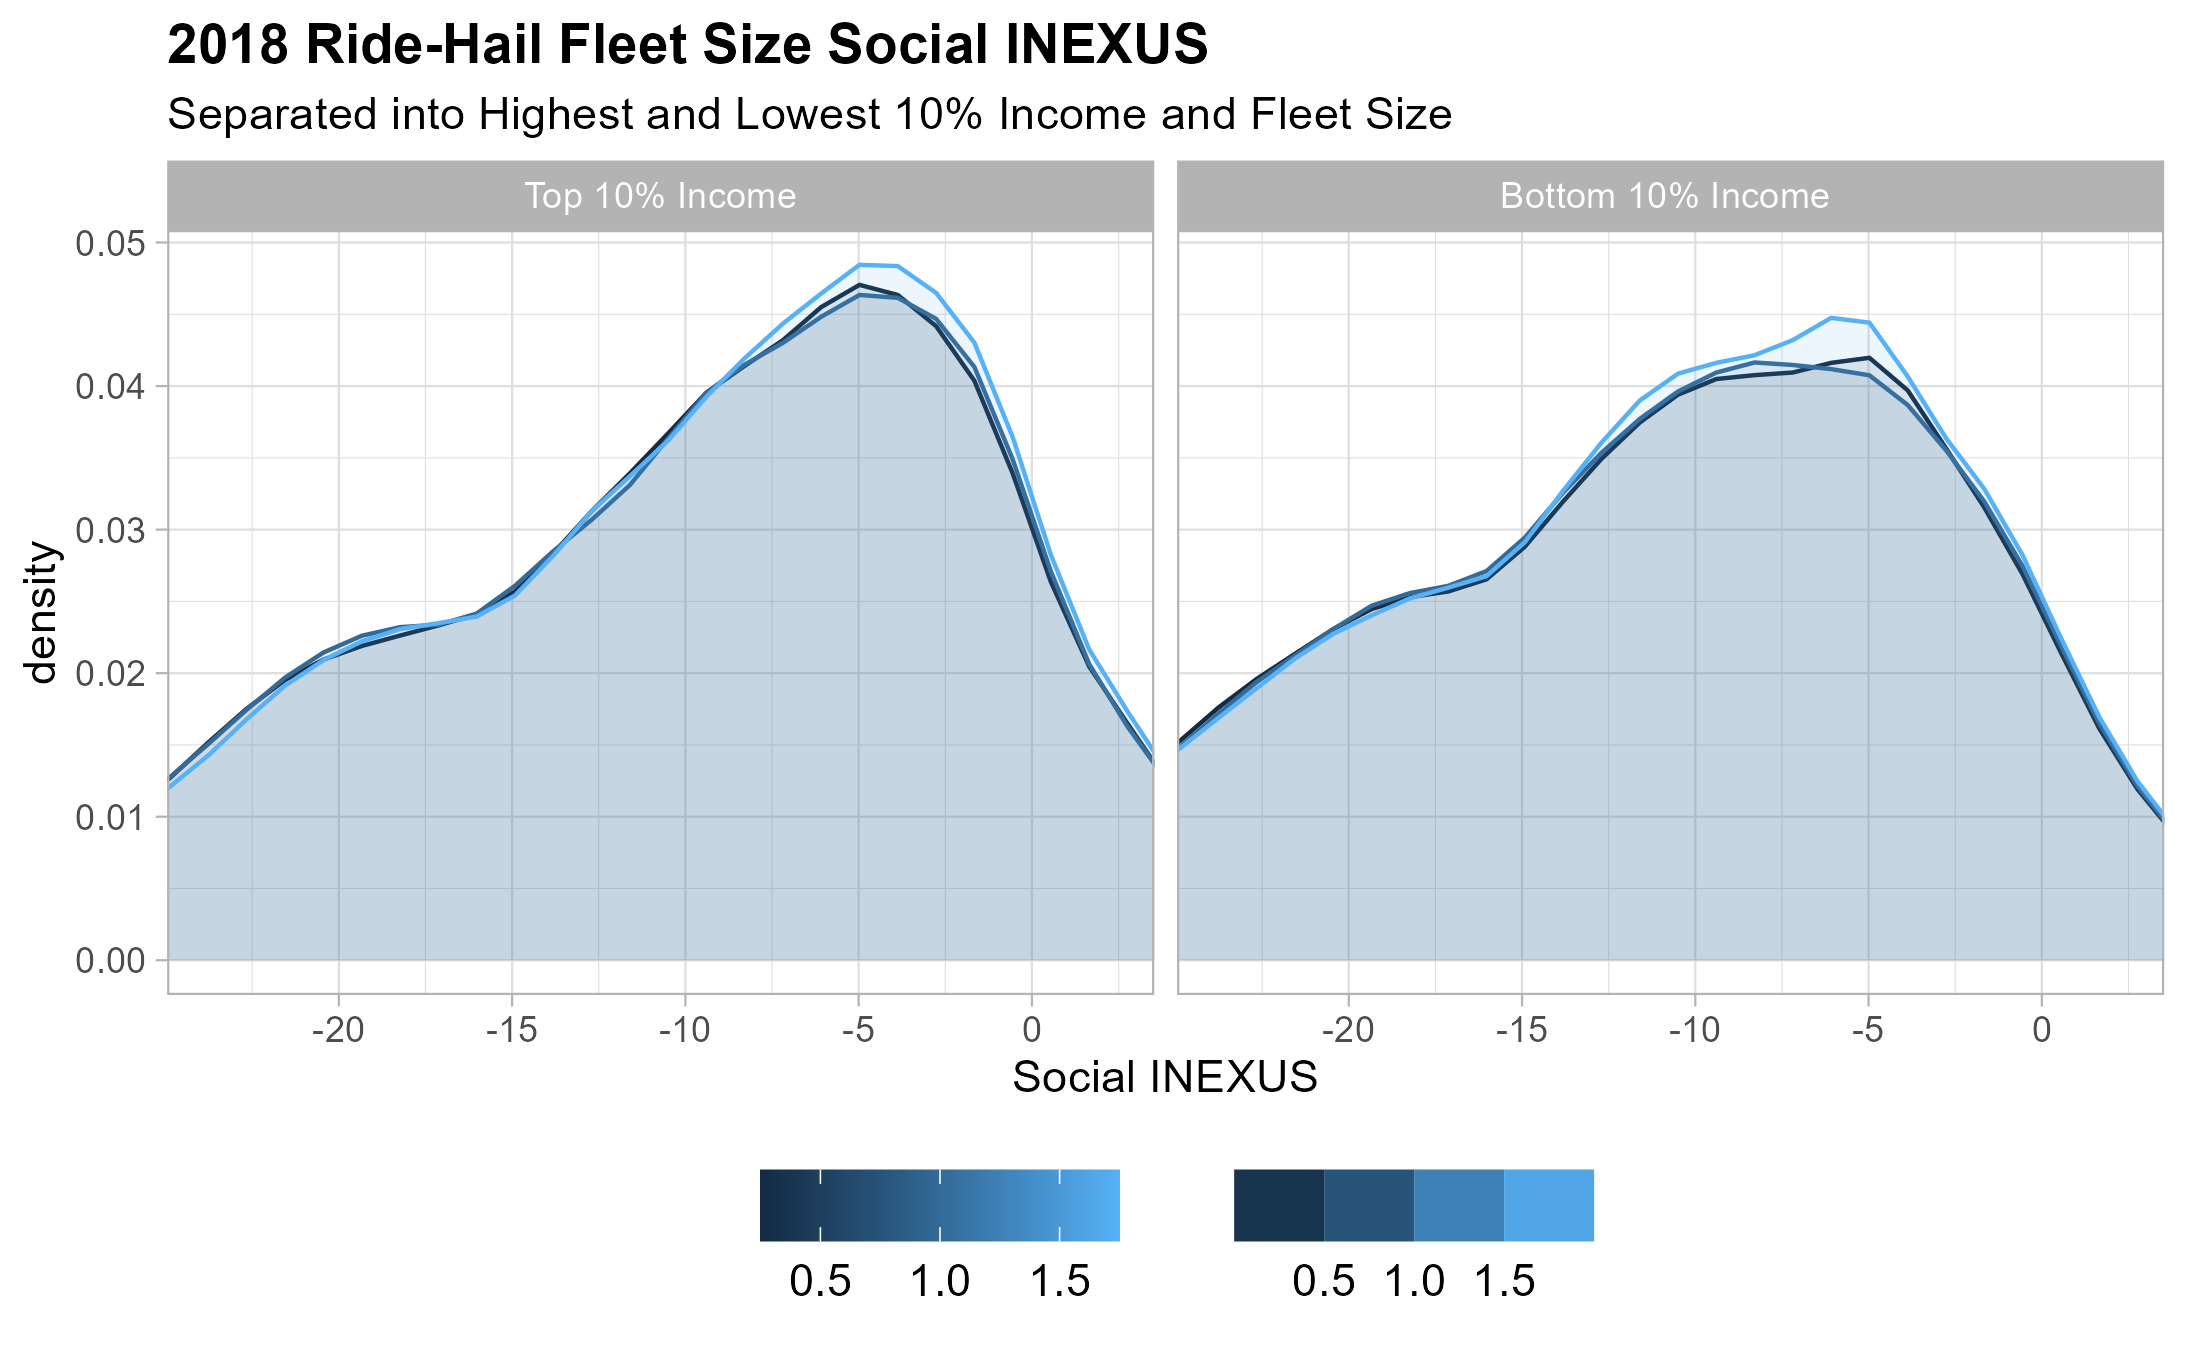 2018 Ride-Hail Fleet Size Social INEXUS
Separated into Highest and Lowest 10% Income and Fleet Size
Top 10% Income
Bottom 10% Income
0.05
0.04
0.03
0.02
0.01
0.00
density
-20 -15 -10 -5 0
-20 -15 -10 -5 0
Social INEXUS
0.5 1.0 1.5
0.5 1.0 1.5